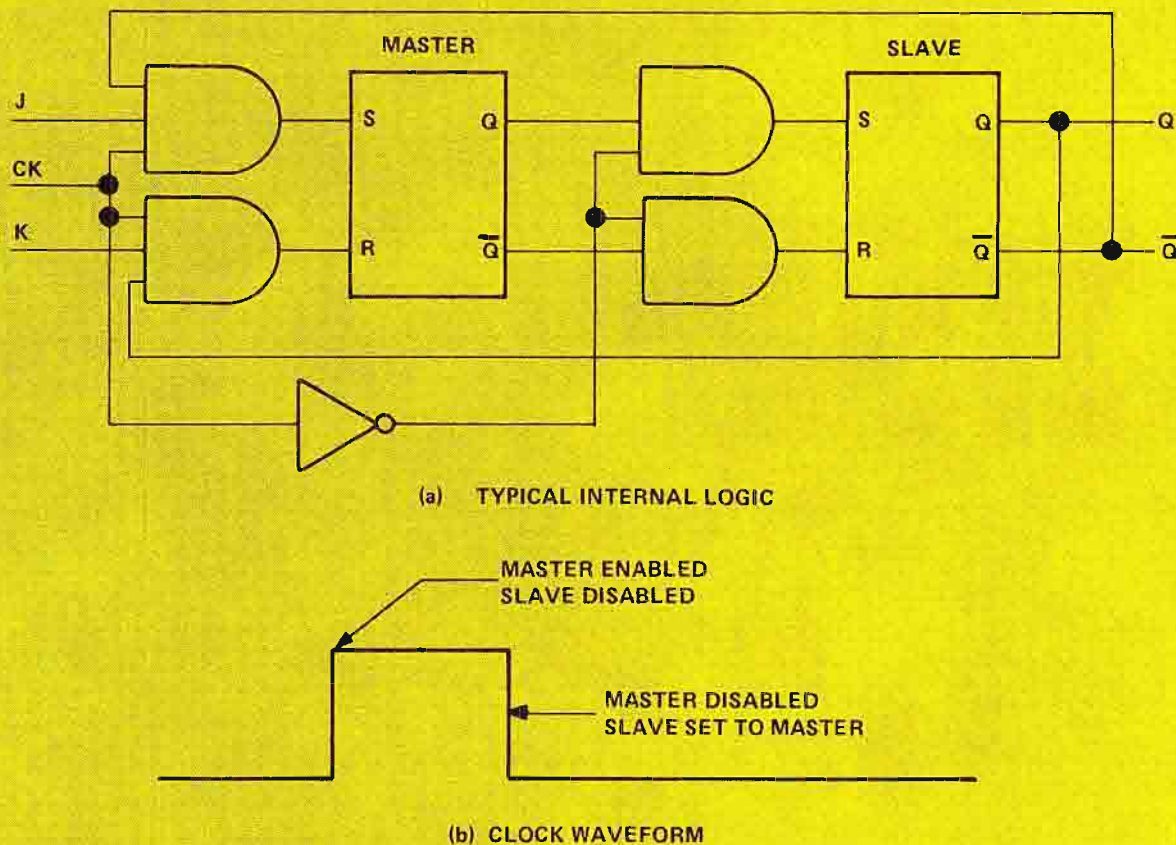 MASTER
SLAVE
J
CK
K
S
Q
R
Q̅
S
Q
R
Q̅
Q
Q̅
(a) TYPICAL INTERNAL LOGIC
MASTER ENABLED
SLAVE DISABLED
MASTER DISABLED
SLAVE SET TO MASTER
(b) CLOCK WAVEFORM